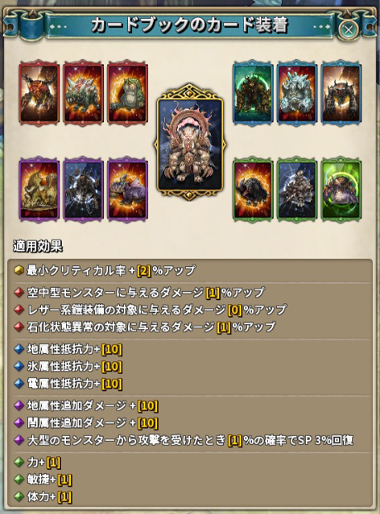 カードブックのカード装着
適用効果
最小クリティカル率 +[2]%アップ
空中型モンスターに与えるダメージ[1]%アップ
レザー系鎧装備の対象に与えるダメージ[0]%アップ
石化状態異常の対象に与えるダメージ[1]%アップ
地属性抵抗力+[10]
氷属性抵抗力+[10]
電属性抵抗力+[10]
地属性追加ダメージ +[10]
闇属性追加ダメージ +[10]
大型のモンスターから攻撃を受けたとき[1]%の確率でSP 3%回復
力+[1]
敏捷+[1]
体力+[1]